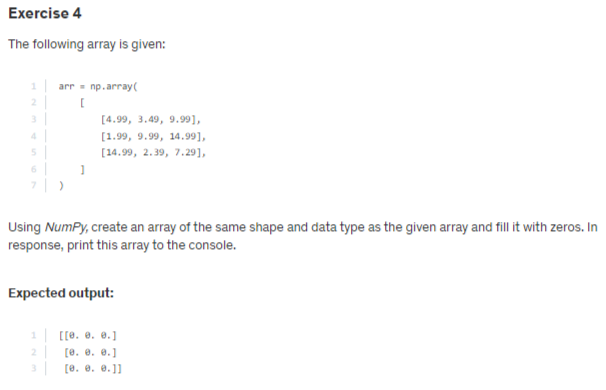 Exercise 4
The following array is given:
1 arr = np.array(
2 [
3 [4.99, 3.49, 9.99],
4 [1.99, 9.99, 14.99],
5 [14.99, 2.39, 7.29],
6 ]
7 )
Using NumPy, create an array of the same shape and data type as the given array and fill it with zeros. In
response, print this array to the console.
Expected output:
1 [[0. 0. 0.]
2 [0. 0. 0.]
3 [0. 0. 0.]]